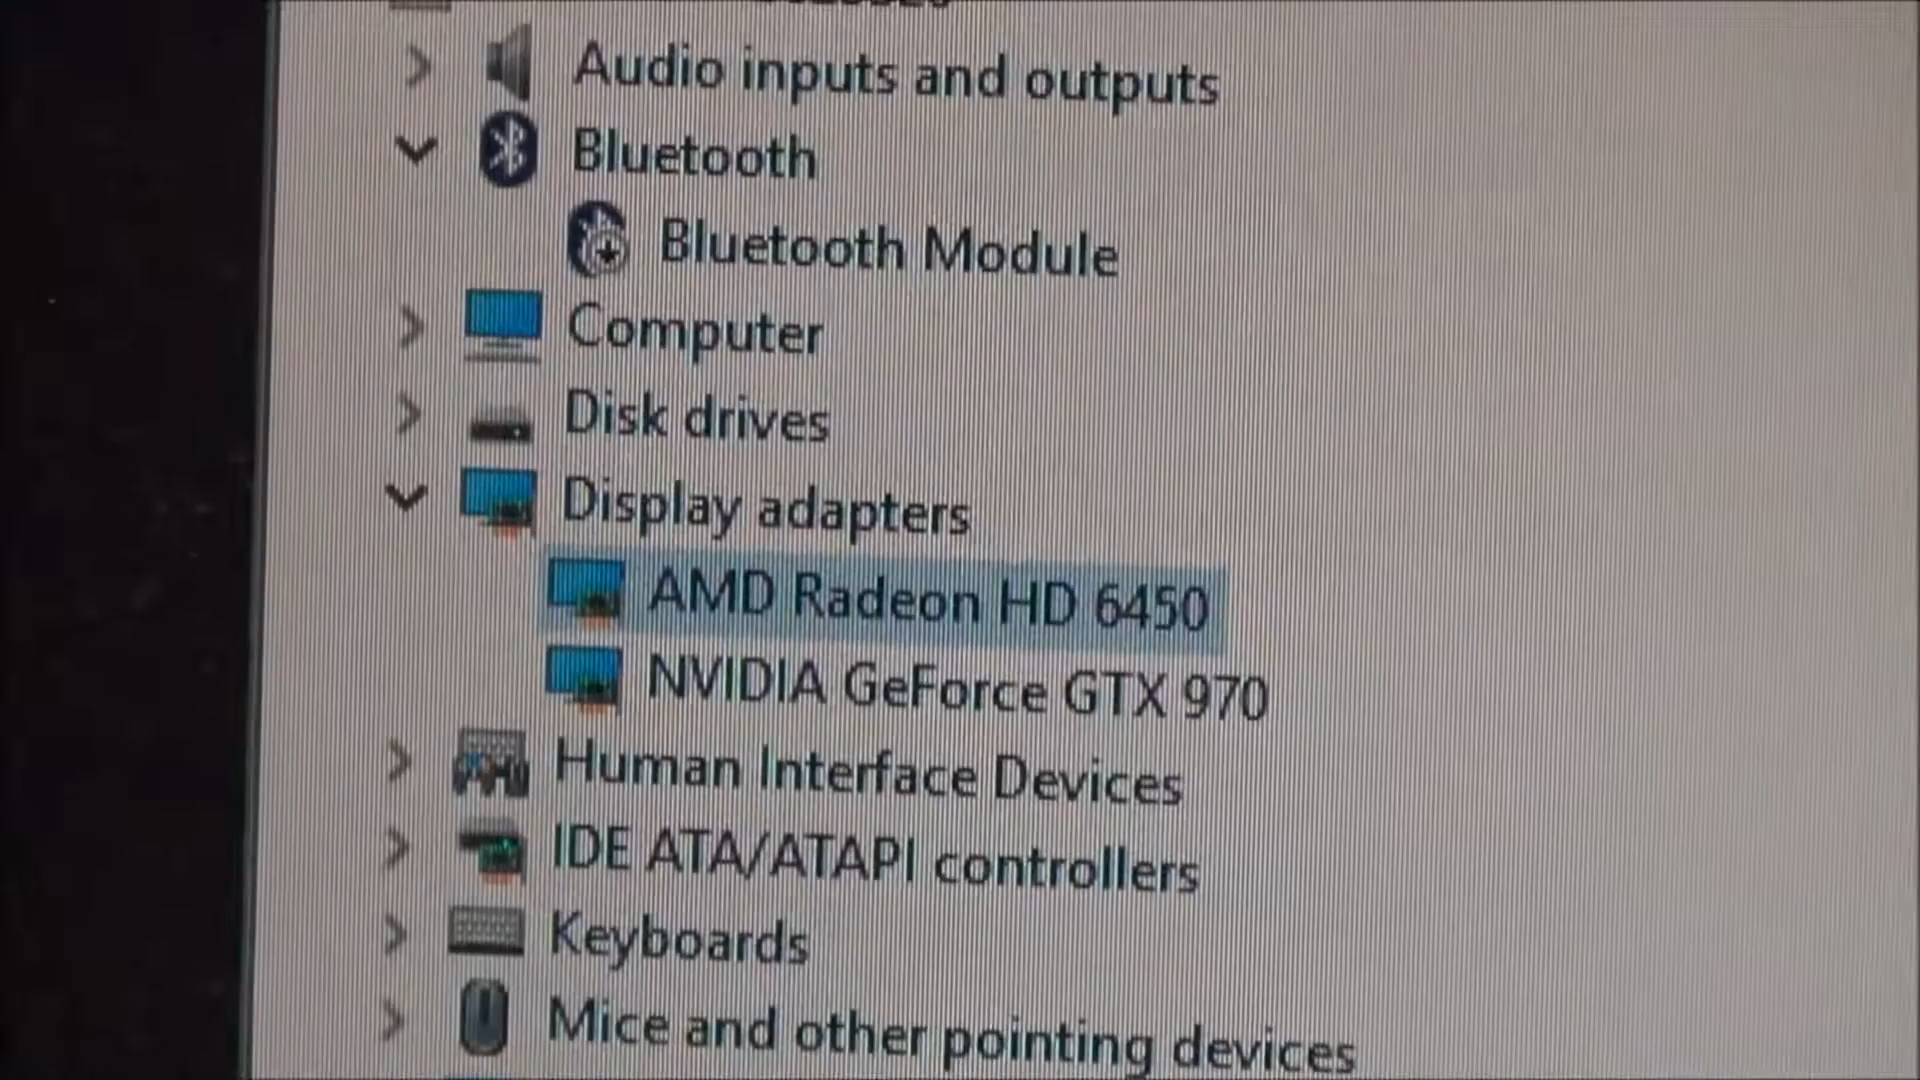 Audio inputs and outputs
Bluetooth
Bluetooth Module
Computer
Disk drives
Display adapters
AMD Radeon HD 6450
NVIDIA GeForce GTX 970
Human Interface Devices
IDE ATA/ATAPI controllers
Keyboards
Mice and other pointing devices